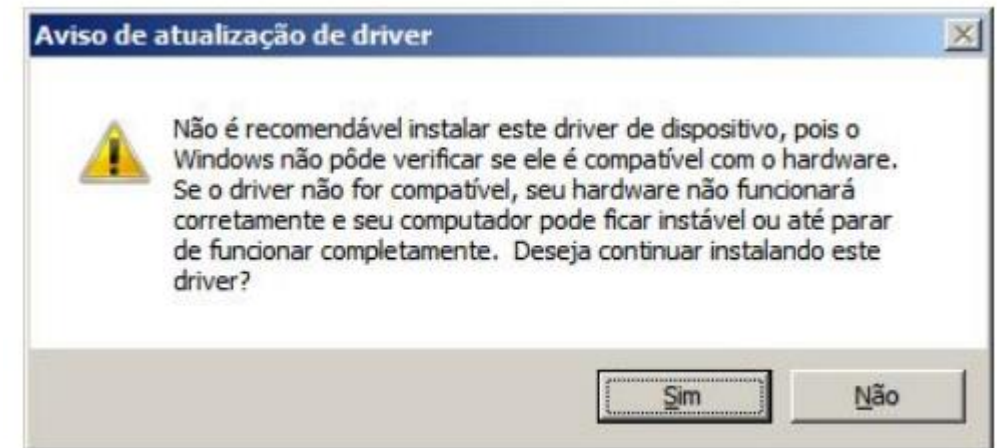 Aviso de atualização de driver
Não é recomendável instalar este driver de dispositivo, pois o
Windows não pôde verificar se ele é compatível com o hardware.
Se o driver não for compatível, seu hardware não funcionará
corretamente e seu computador pode ficar instável ou até parar
de funcionar completamente.  Deseja continuar instalando este
driver?
Sim
Não